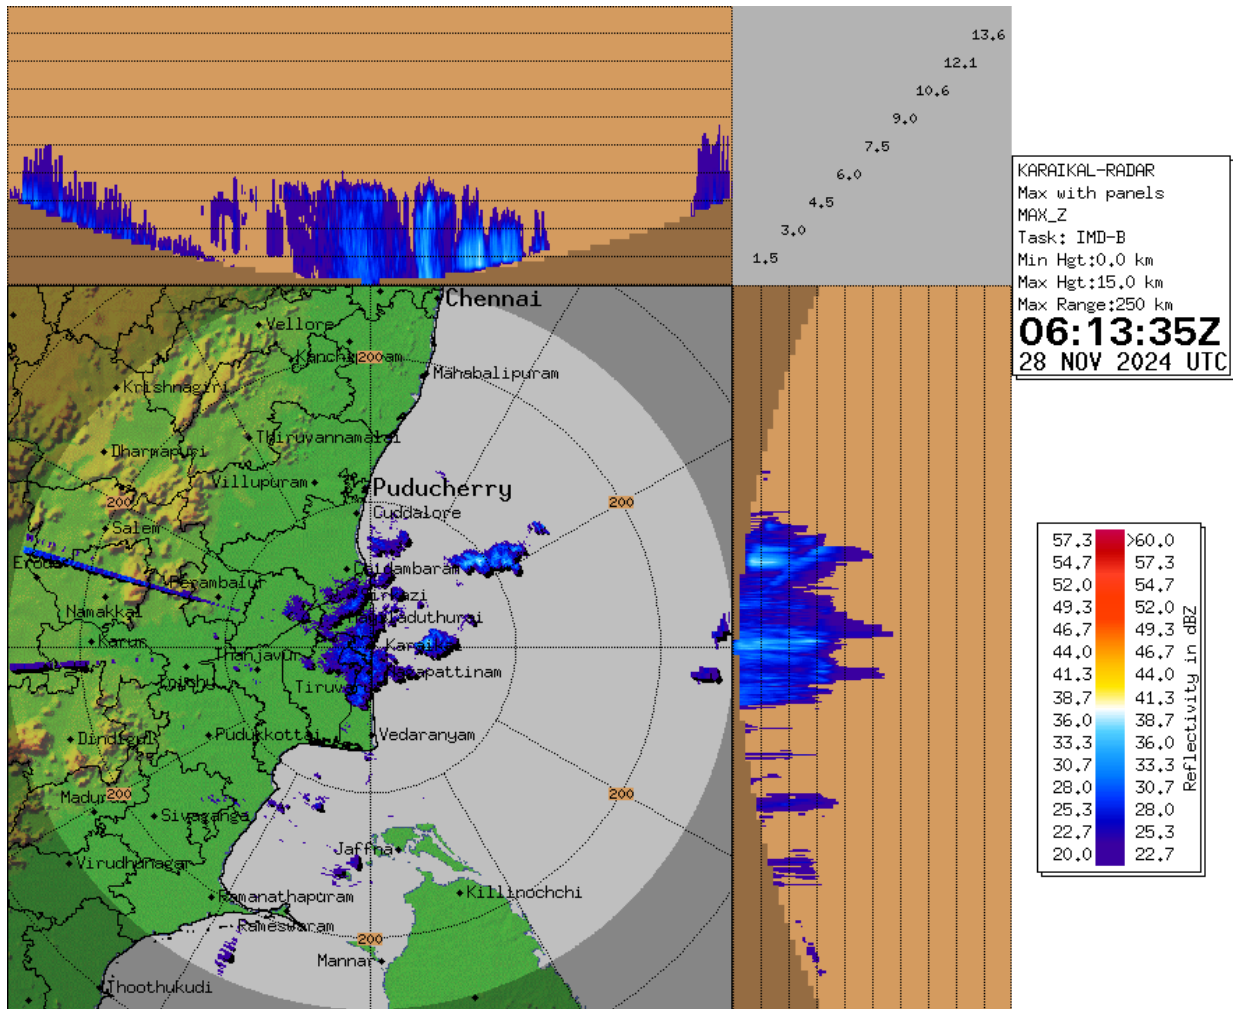 13.6
12.1
10.6
9.0
7.5
6.0
4.5
3.0
1.5
KARAIKAL-RADAR
Max with panels
MAX_Z
Task: IMD-B
Min Hgt:0.0 km
Max Hgt:15.0 km
Max Range:250 km
06:13:35Z
28 NOV 2024 UTC
Chennai
Vellore
200
Mahabalipuram
Krishnagiri
Thiruvannamalai
Dharmapuri
Villupuram
Puducherry
200
200
Cuddalore
Salem
Perambalur
Namakkal
Karur
Karaikal
Thanjavur
Dindigul
Pudukkottai
Vedaranyam
200
200
Sivaganga
Jaffna
Virudhunagar
Ramanathapuram
Killinochchi
Rameswaram
200
Mannar
Thoothukudi
57.3 >60.0
54.7 57.3
52.0 54.7
49.3 52.0
46.7 49.3
44.0 46.7
41.3 44.0
38.7 41.3
36.0 38.7
33.3 36.0
30.7 33.3
28.0 30.7
25.3 28.0
22.7 25.3
20.0 22.7
Reflectivity in dBZ